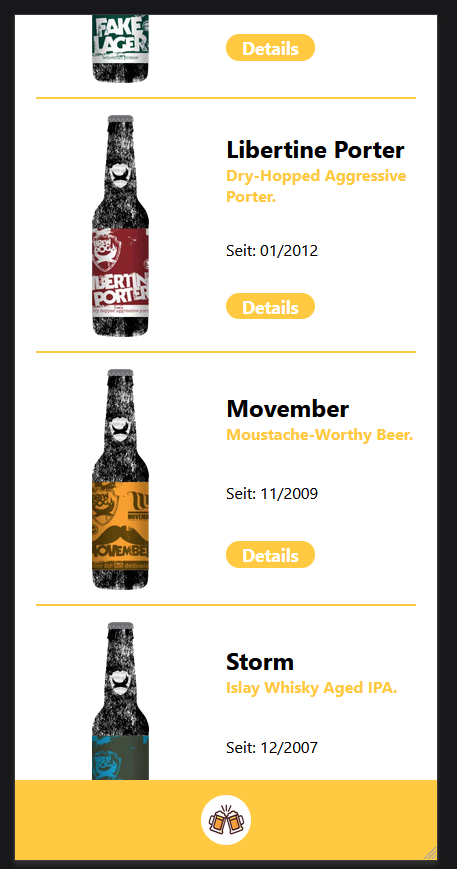 FAKE
LAGER
Details
Libertine Porter
Dry-Hopped Aggressive
Porter.
Seit: 01/2012
Details
BREW
DOG
LIBERTINE
PORTER
Movember
Moustache-Worthy Beer.
Seit: 11/2009
Details
MOVEMBER
Storm
Islay Whisky Aged IPA.
Seit: 12/2007